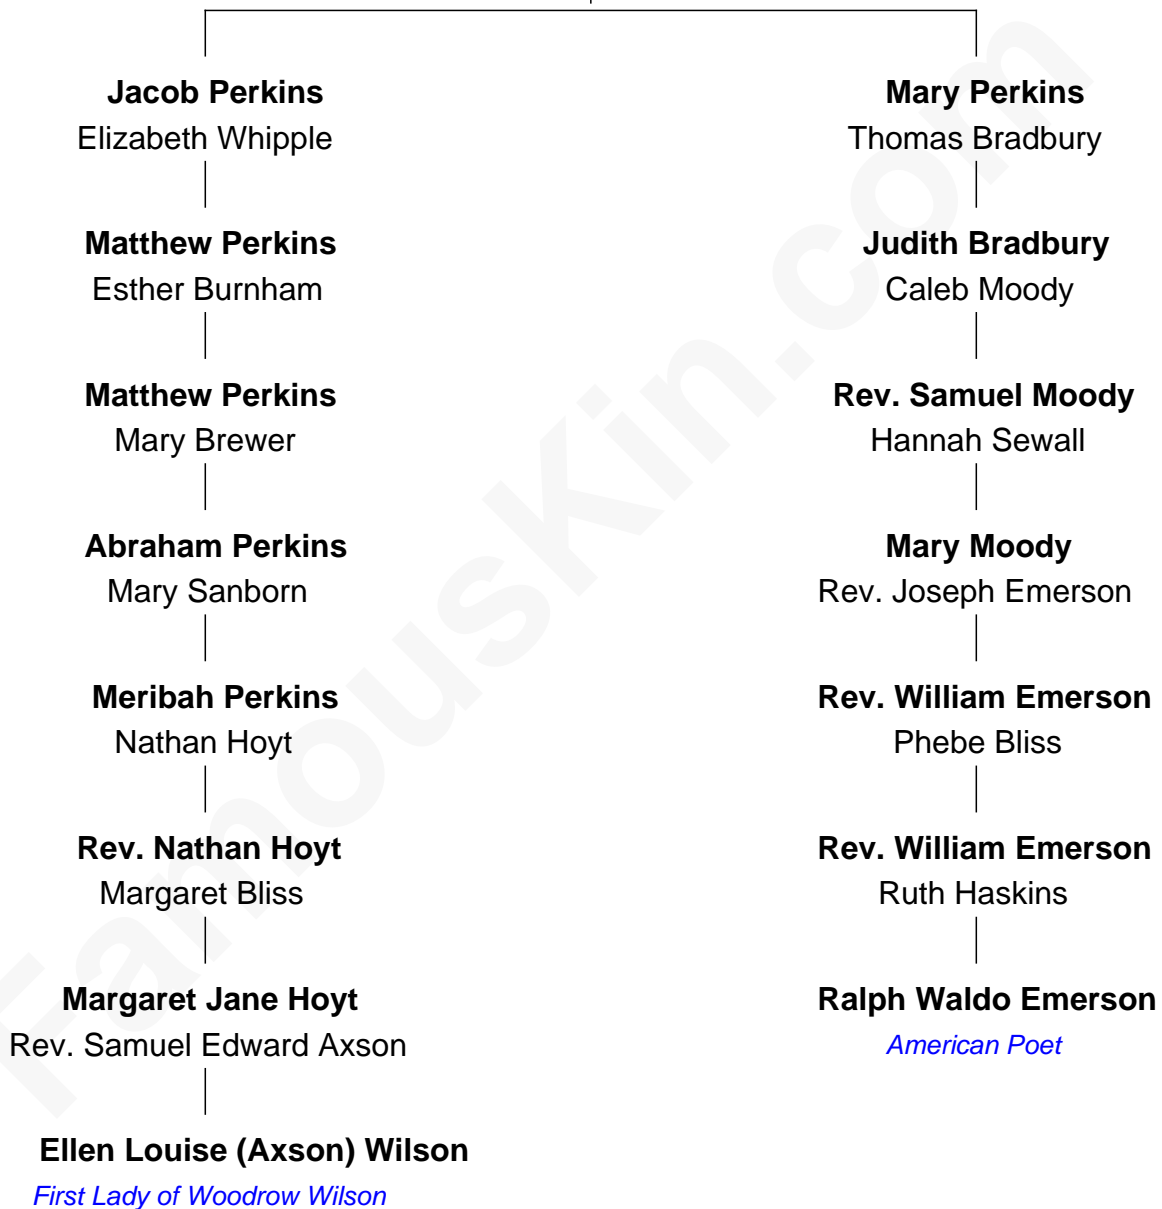 Jacob Perkins
Elizabeth Whipple
Matthew Perkins
Esther Burnham
Matthew Perkins
Mary Brewer
Abraham Perkins
Mary Sanborn
Meribah Perkins
Nathan Hoyt
Rev. Nathan Hoyt
Margaret Bliss
Margaret Jane Hoyt
Rev. Samuel Edward Axson
Ellen Louise (Axson) Wilson
First Lady of Woodrow Wilson
Mary Perkins
Thomas Bradbury
Judith Bradbury
Caleb Moody
Rev. Samuel Moody
Hannah Sewall
Mary Moody
Rev. Joseph Emerson
Rev. William Emerson
Phebe Bliss
Rev. William Emerson
Ruth Haskins
Ralph Waldo Emerson
American Poet
FamousKin.com